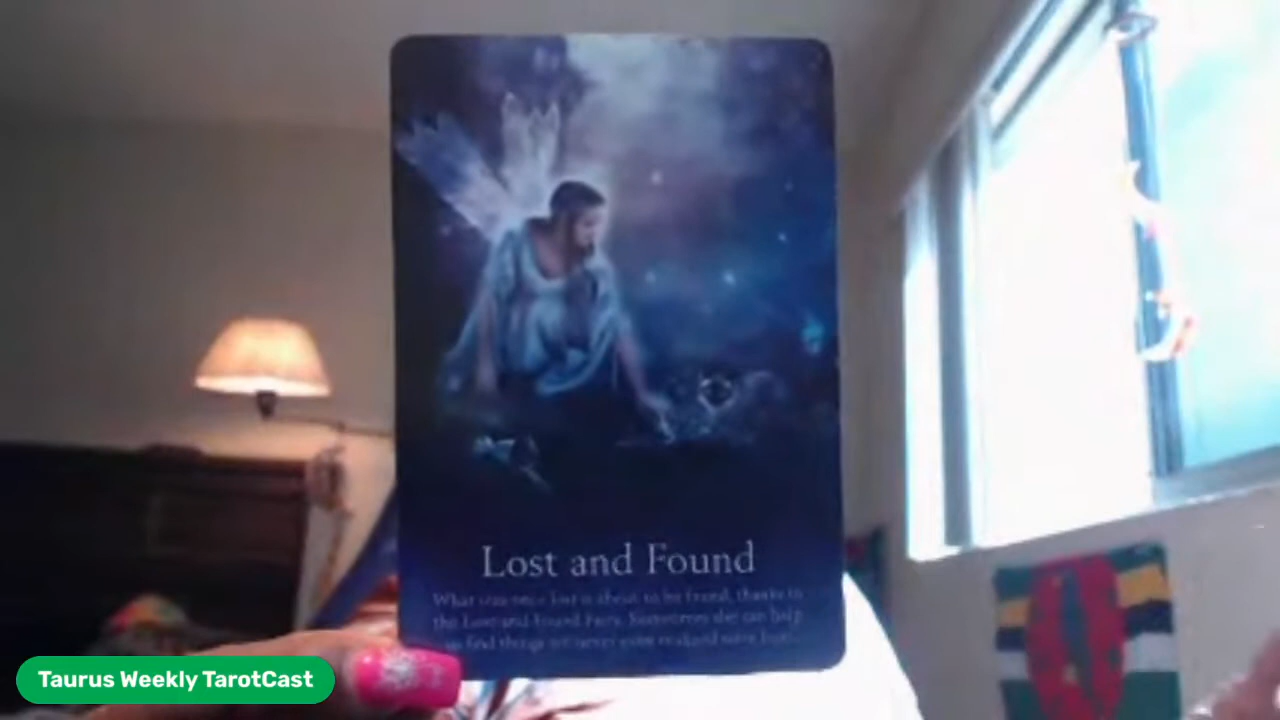 Lost and Found
What was once lost is about to be found, thanks to
the Lost and Found Fairy. Sometimes she can help
us find things we never even realized were lost.
Taurus Weekly TarotCast